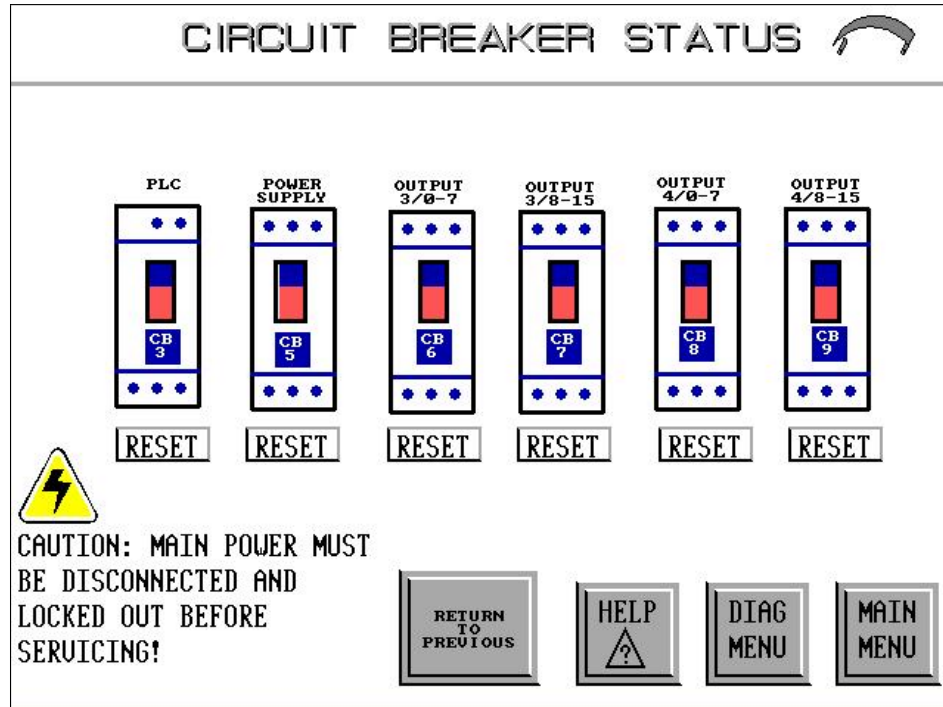 CIRCUIT BREAKER STATUS
PLC
POWER
SUPPLY
OUTPUT
3/0-7
OUTPUT
3/8-15
OUTPUT
4/0-7
OUTPUT
4/8-15
CB
3
CB
5
CB
6
CB
7
CB
8
CB
9
RESET
RESET
RESET
RESET
RESET
RESET
CAUTION: MAIN POWER MUST
BE DISCONNECTED AND
LOCKED OUT BEFORE
SERVICING!
RETURN
TO
PREVIOUS
HELP
?
DIAG
MENU
MAIN
MENU